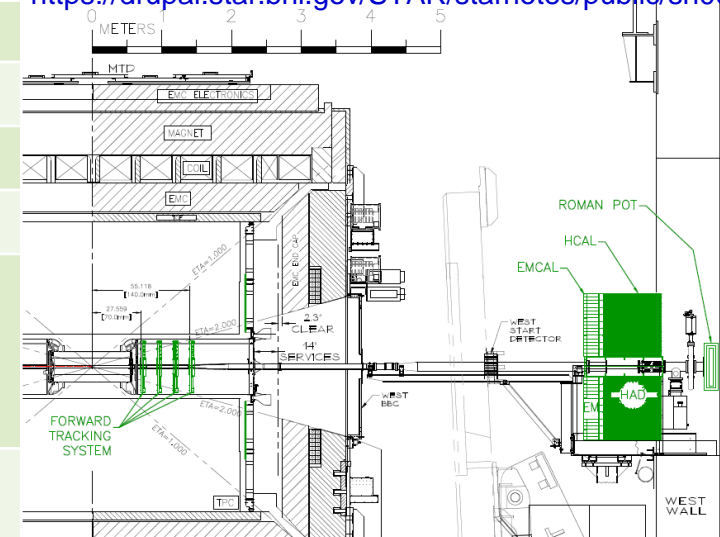 https://drupal.star.bnl.gov/STAR/starnotes/public/sn0
0 1 2 3 4 5
METERS
MTD
EMC ELECTRONICS
MAGNET
COIL
EMC
ETA=1.000
EMC END CAP
ROMAN POT
HCAL
EMCAL
55.118
[140.0mm]
27.559
[70.0mm]
ETA=2.000
2.3"
CLEAR
14"
SERVICES
WEST
START
DETECTOR
WEST
BBC
EM
HAD
FORWARD
TRACKING
SYSTEM
ETA=2.000
ETA=1.000
TPC
WEST
WALL